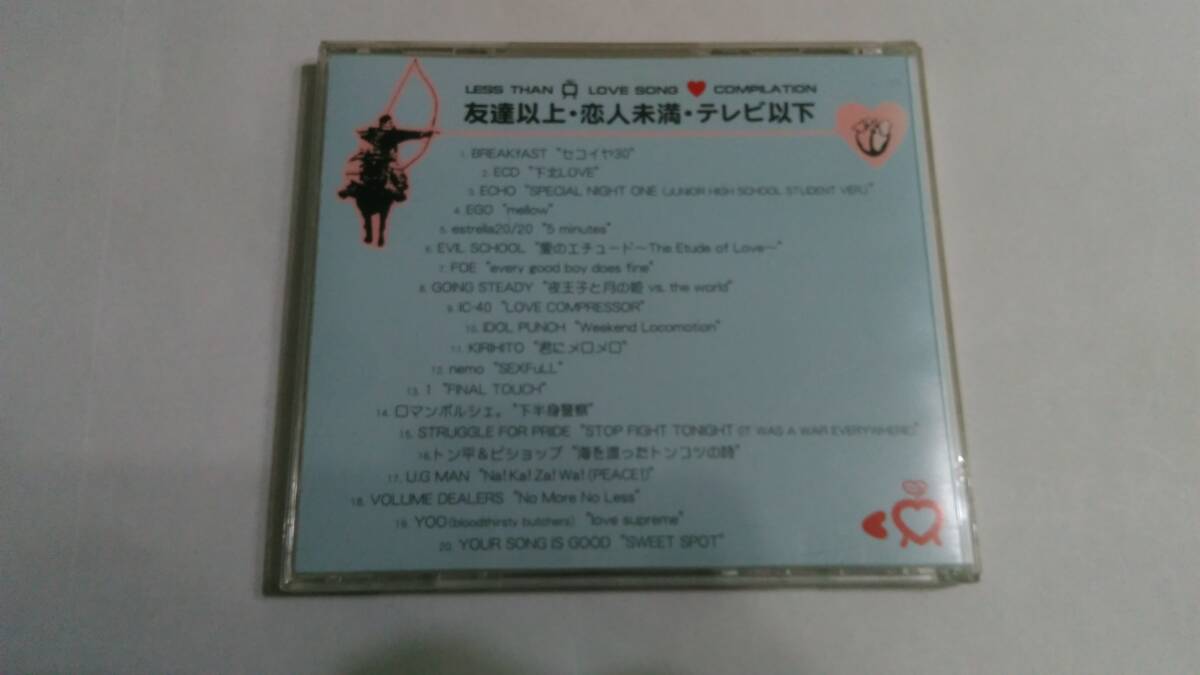 LESS THAN LOVE SONG ♥ COMPILATION
友達以上・恋人未満・テレビ以下
1. BREAKfAST "セコイヤ30"
2. ECD "下北LOVE"
3. ECHO "SPECIAL NIGHT ONE (JUNIOR HIGH SCHOOL STUDENT VER.)"
4. EGO "mellow"
5. estrella20/20 "5 minutes"
6. EVIL SCHOOL "愛のエチュード〜The Etude of Love〜"
7. FOE "every good boy does fine"
8. GOING STEADY "夜王子と月の姫 vs. the world"
9. IC-40 "LOVE COMPRESSOR"
10. IDOL PUNCH "Weekend Locomotion"
11. KIRIHITO "君にメロメロ"
12. nemo "SEXFuLL"
13. 1 "FINAL TOUCH"
14. ロマンポルシェ。"下半身警察"
15. STRUGGLE FOR PRIDE "STOP FIGHT TONIGHT (IT WAS A WAR EVERYWHERE)"
16. トン平&ビショップ "海を渡ったトンコツの詩"
17. U.G MAN "Na! Ka! Za! Wa! (PEACE!)"
18. VOLUME DEALERS "No More No Less"
19. YOO (bloodthirsty butchers) "love supreme"
20. YOUR SONG IS GOOD "SWEET SPOT"